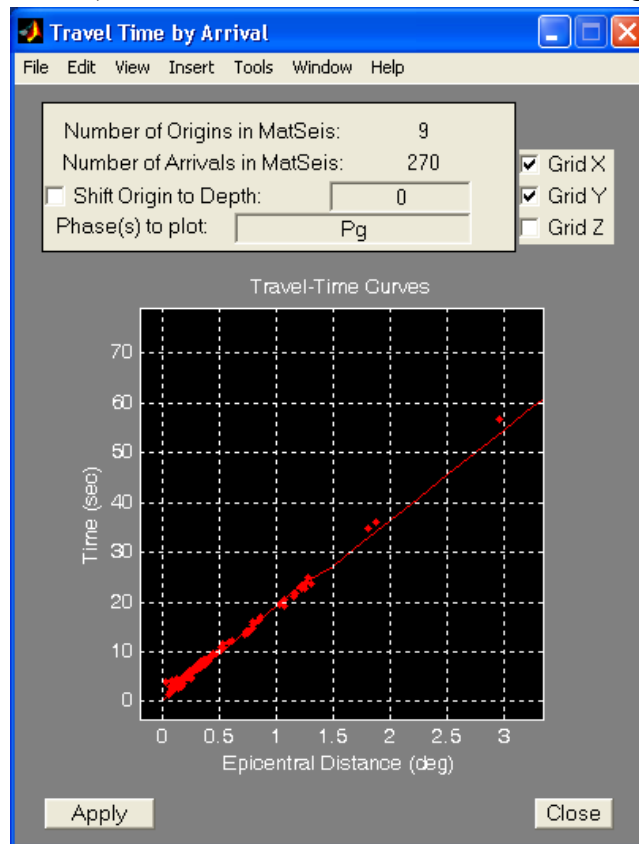 Travel Time by Arrival
File Edit View Insert Tools Window Help
Number of Origins in MatSeis: 9
Number of Arrivals in MatSeis: 270
Shift Origin to Depth: 0
Phase(s) to plot: Pg
Grid X
Grid Y
Grid Z
Travel-Time Curves
70
60
50
40
30
20
10
0
Time (sec)
0 0.5 1 1.5 2 2.5 3
Epicentral Distance (deg)
Apply Close